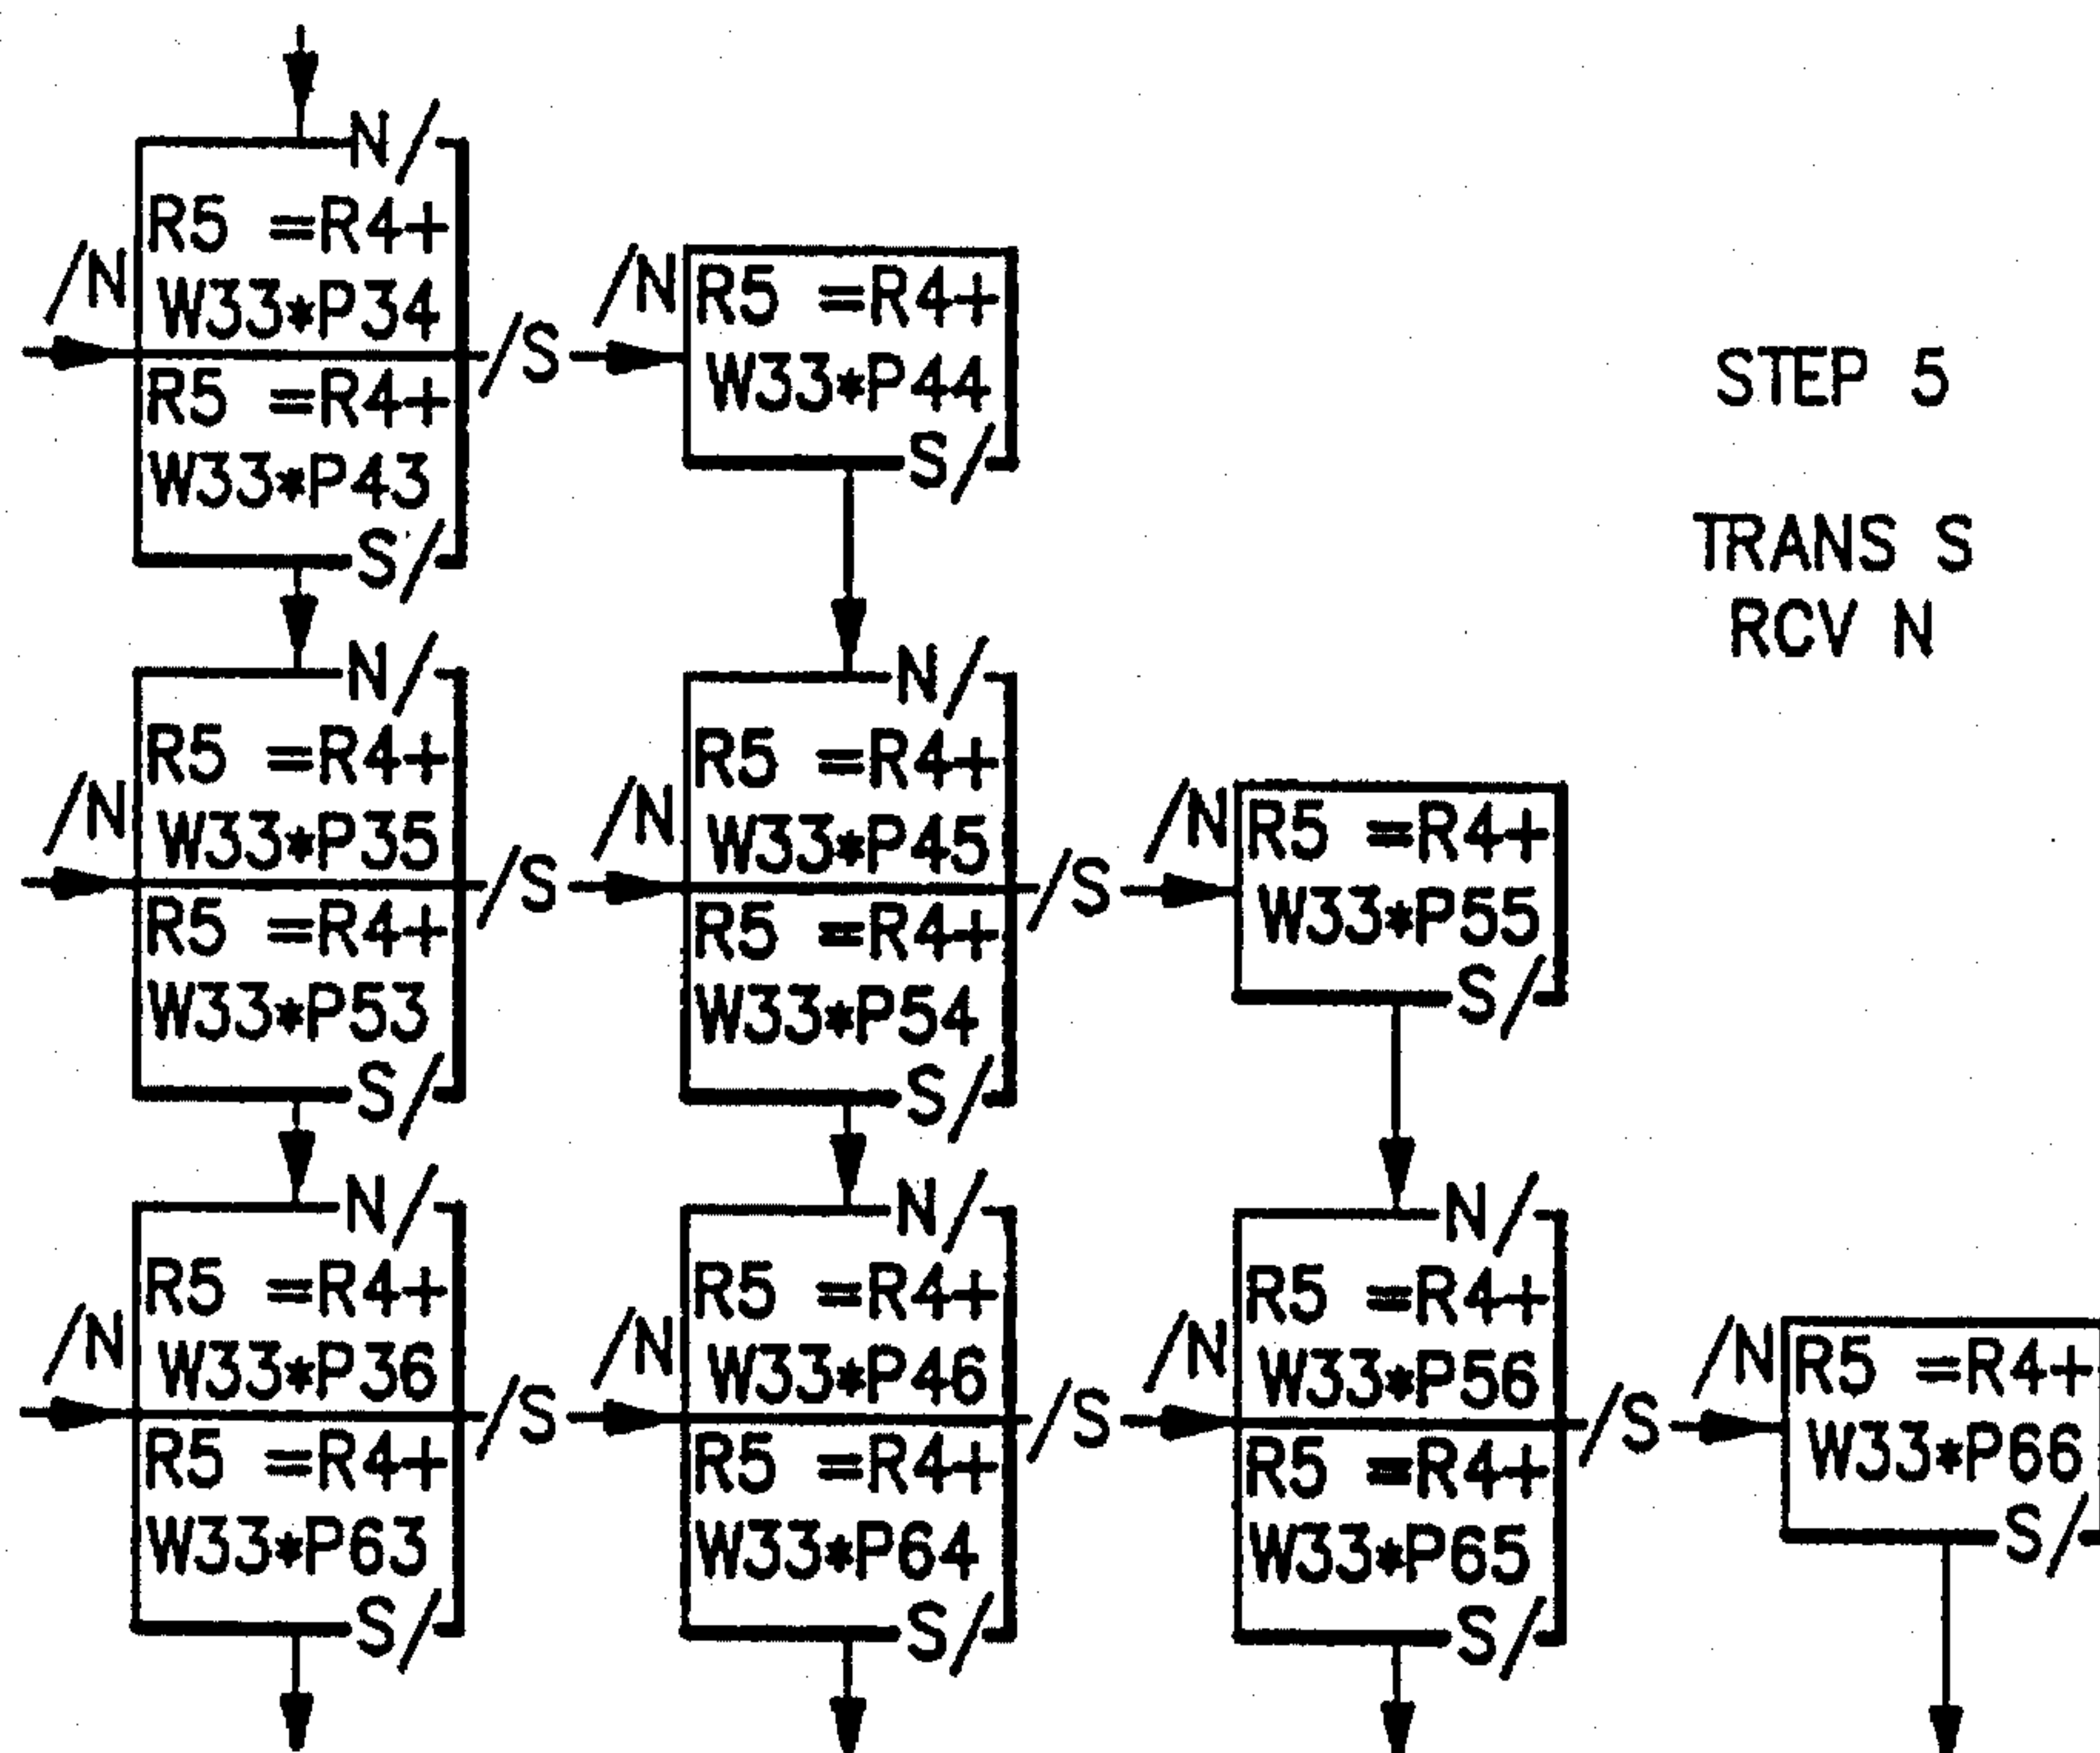 N/
R5 =R4+
W33*P34
/N
R5 =R4+
W33*P43
/S
S/
/N
R5 =R4+
W33*P44
S/
STEP 5
TRANS S
RCV N
N/
R5 =R4+
W33*P35
/N
R5 =R4+
W33*P53
/S
S/
N/
R5 =R4+
W33*P45
/N
R5 =R4+
W33*P54
/S
S/
/N
R5 =R4+
W33*P55
S/
N/
R5 =R4+
W33*P36
/N
R5 =R4+
W33*P63
/S
S/
N/
R5 =R4+
W33*P46
/N
R5 =R4+
W33*P64
/S
S/
N/
R5 =R4+
W33*P56
/N
R5 =R4+
W33*P65
/S
S/
/N
R5 =R4+
W33*P66
S/